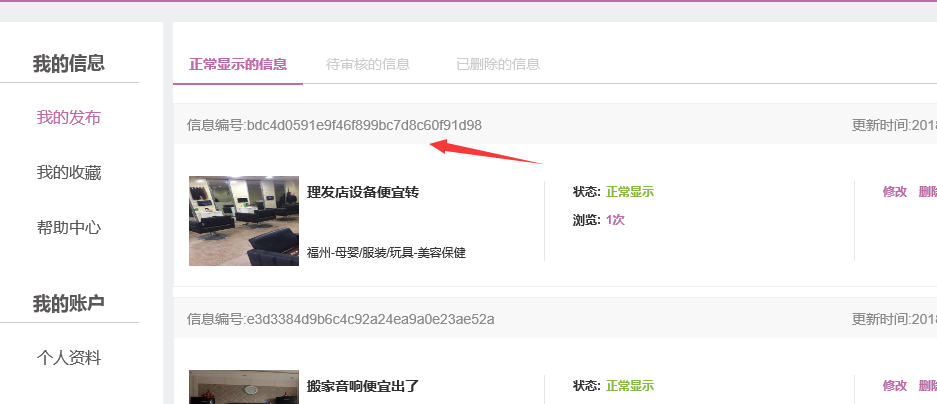 我的信息
我的发布
我的收藏
帮助中心
我的账户
个人资料
正常显示的信息 待审核的信息 已删除的信息
信息编号:bdc4d0591e9f46f899bc7d8c60f91d98 更新时间:2018
理发店设备便宜转 状态: 正常显示 修改 删除
浏览: 1次
福州-母婴/服装/玩具-美容保健
信息编号:e3d3384d9b6c4c92a24ea9a0e23ae52a 更新时间:2018
搬家音响便宜出了 状态: 正常显示 修改 删除